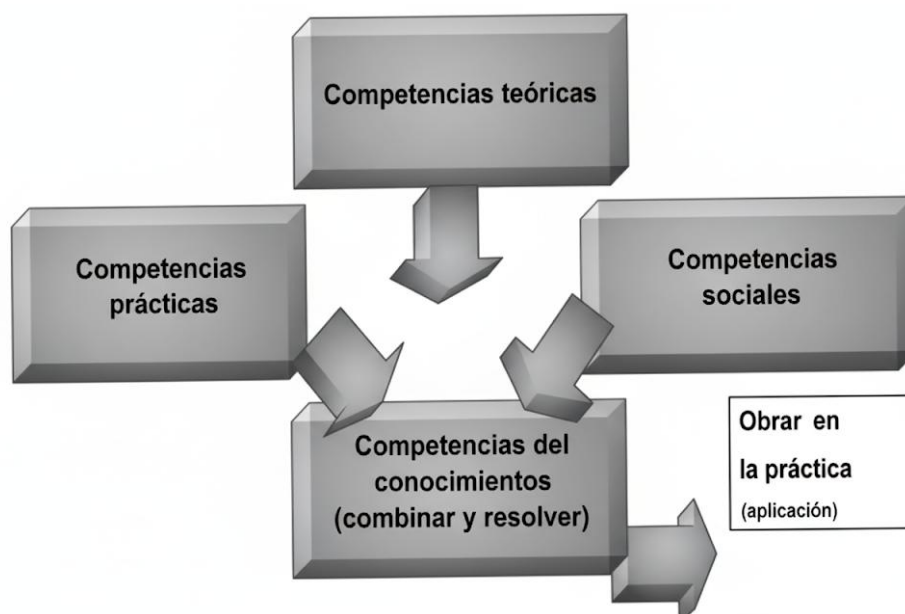 Competencias teóricas
Competencias
prácticas
Competencias
sociales
Competencias del
conocimientos
(combinar y resolver)
Obrar en
la práctica
(aplicación)